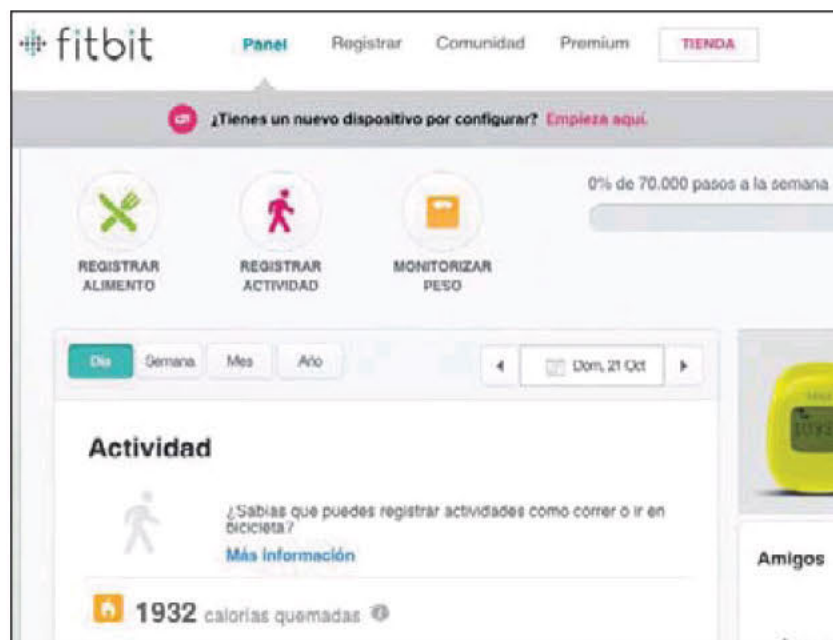 fitbit
Panel
Registrar
Comunidad
Premium
TIENDA
¿Tienes un nuevo dispositivo por configurar? Empieza aquí.
REGISTRAR
ALIMENTO
REGISTRAR
ACTIVIDAD
MONITORIZAR
PESO
0% de 70.000 pasos a la semana
Día
Semana
Mes
Año
Dom, 21 Oct
Actividad
¿Sabías que puedes registrar actividades como correr o ir en
bicicleta?
Más información
1932 calorías quemadas
Amigos